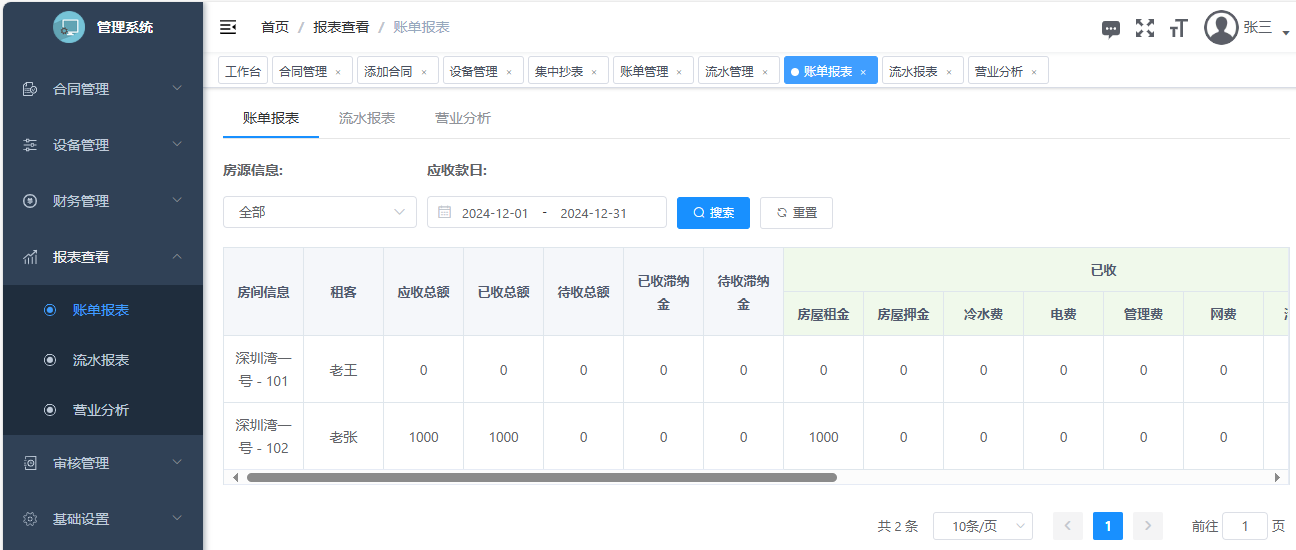 管理系统
首页 / 报表查看 / 账单报表
张三
工作台 合同管理 × 添加合同 × 设备管理 × 集中抄表 × 账单管理 × 流水管理 × 账单报表 × 流水报表 × 营业分析 ×
合同管理
设备管理
财务管理
报表查看
账单报表
流水报表
营业分析
审核管理
基础设置
账单报表 流水报表 营业分析
房源信息: 应收款日:
全部 2024-12-01 - 2024-12-31 搜索 重置
房间信息 租客 应收总额 已收总额 待收总额 已收滞纳金 待收滞纳金 已收
房屋租金 房屋押金 冷水费 电费 管理费 网费
深圳湾一号 - 101 老王 0 0 0 0 0 0 0 0 0 0 0
深圳湾一号 - 102 老张 1000 1000 0 0 0 1000 0 0 0 0 0
共 2 条 10条/页 1 前往 1 页